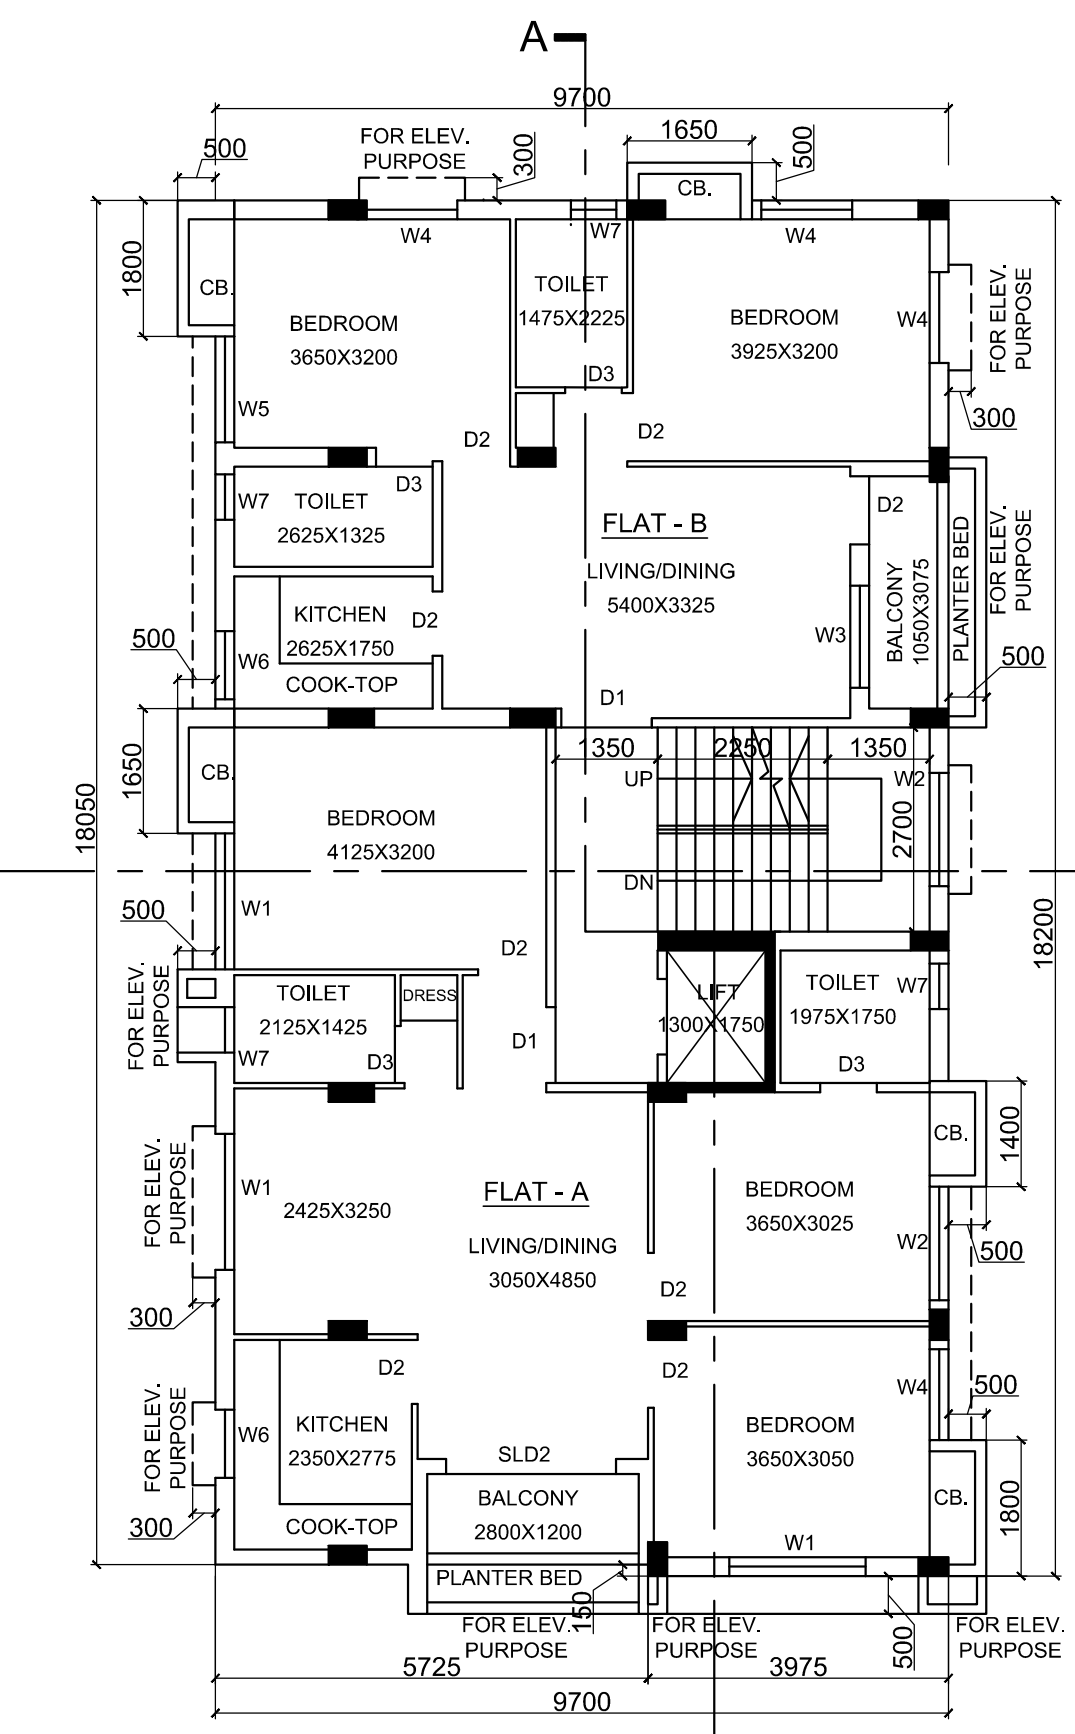 A
9700
1650
500
FOR ELEV.
PURPOSE
300
500
CB.
W4
W7
W4
1800
CB.
TOILET
1475X2225
BEDROOM
3650X3200
BEDROOM
3925X3200
W4
FOR ELEV.
PURPOSE
D3
W5
300
D2
D2
D3
W7
TOILET
2625X1325
FLAT - B
D2
LIVING/DINING
5400X3325
BALCONY
1050X3075
PLANTER BED
FOR ELEV.
PURPOSE
KITCHEN
2625X1750
D2
W3
500
W6
COOK-TOP
500
D1
1350
2250
1350
1650
CB.
UP
W2
18050
BEDROOM
4125X3200
2700
DN
W1
500
18200
D2
FOR ELEV.
PURPOSE
TOILET
2125X1425
DRESS
LIFT
1300X1750
TOILET
1975X1750
W7
W7
D3
D1
D3
CB.
1400
FOR ELEV.
PURPOSE
W1
2425X3250
FLAT - A
BEDROOM
3650X3025
LIVING/DINING
3050X4850
W2
500
D2
300
D2
D2
W4
500
FOR ELEV.
PURPOSE
W6
KITCHEN
2350X2775
BEDROOM
3650X3050
SLD2
BALCONY
2800X1200
CB.
1800
300
COOK-TOP
W1
PLANTER BED
150
FOR ELEV.
PURPOSE
FOR ELEV.
PURPOSE
500
FOR ELEV.
PURPOSE
5725
3975
9700